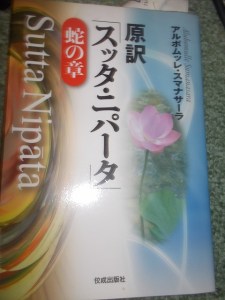 アルボムッレ・スマナサーラ
原訳
「スッタ・ニパータ」
蛇の章
Sutta Nipāta
佼成出版社